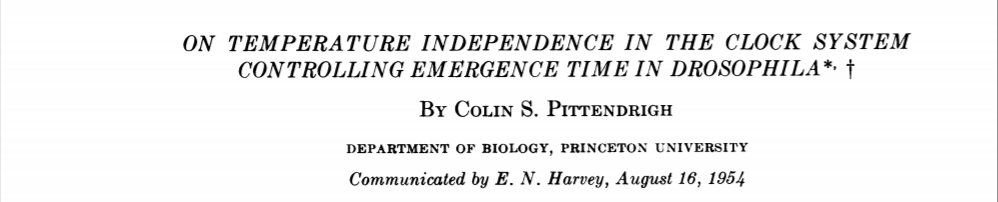 ON TEMPERATURE INDEPENDENCE IN THE CLOCK SYSTEM
CONTROLLING EMERGENCE TIME IN DROSOPHILA*, †
BY COLIN S. PITTENDRIGH
DEPARTMENT OF BIOLOGY, PRINCETON UNIVERSITY
Communicated by E. N. Harvey, August 16, 1954